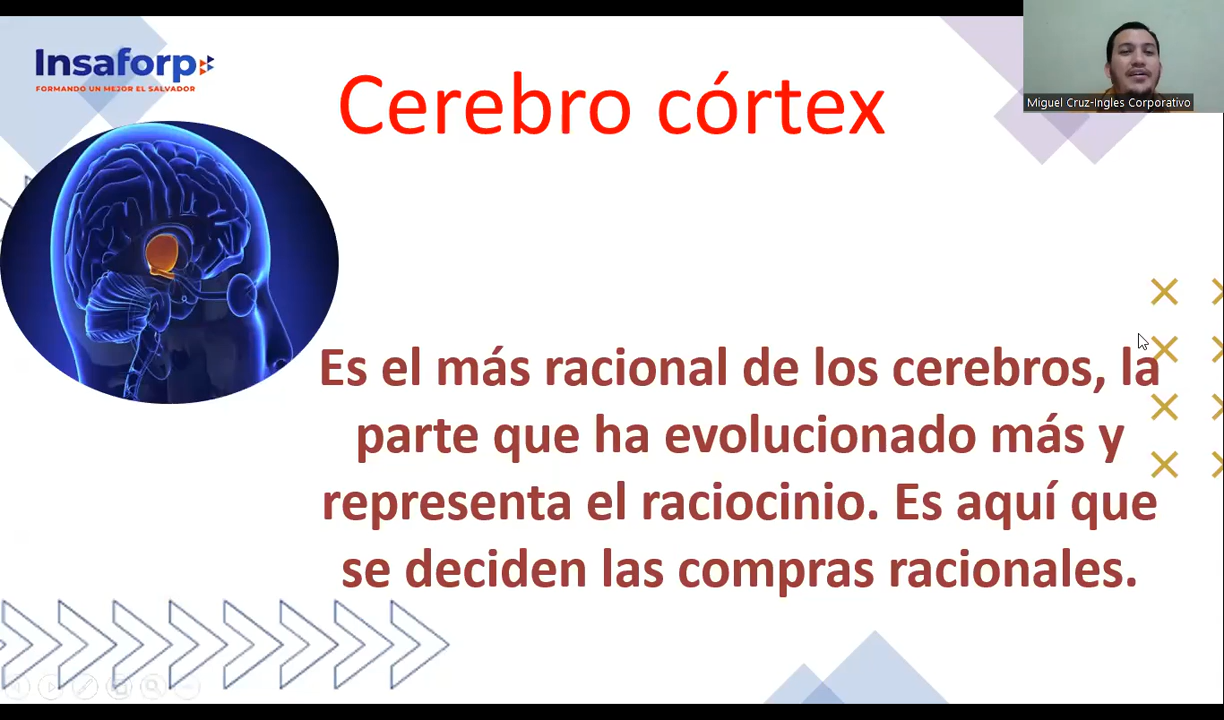 Insaforp
FORMANDO UN MEJOR EL SALVADOR
Cerebro córtex
Miguel Cruz-Ingles Corporativo
Es el más racional de los cerebros, la
parte que ha evolucionado más y
representa el raciocinio. Es aquí que
se deciden las compras racionales.